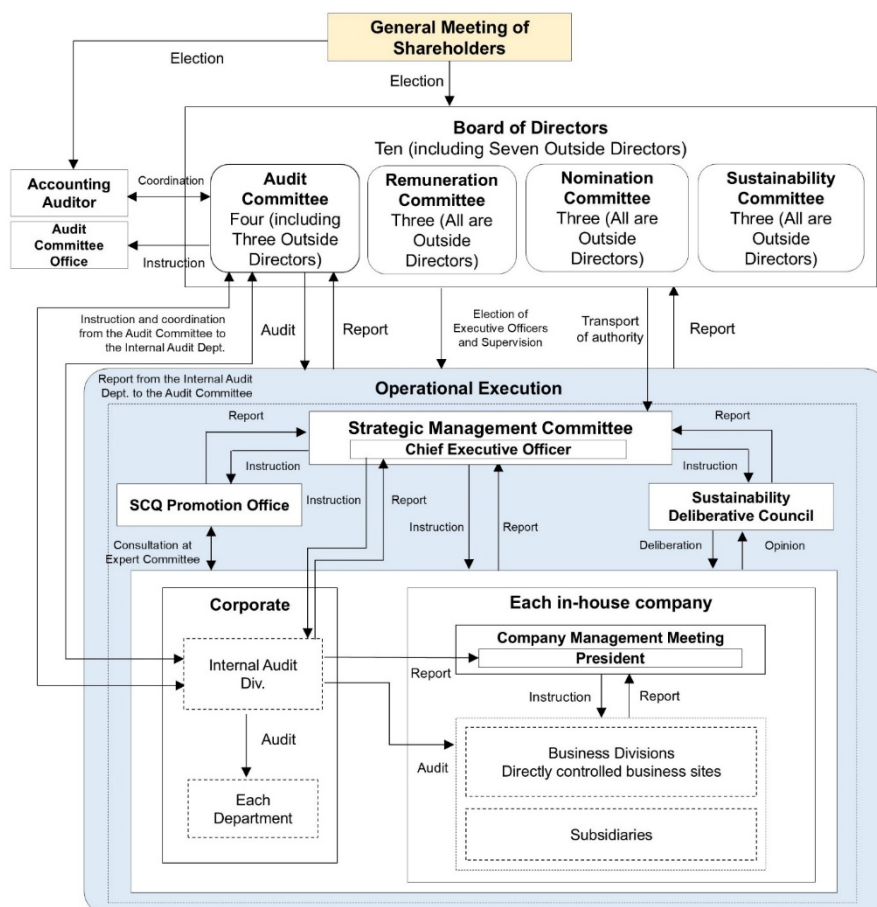 General Meeting of
Shareholders
Election
Election
Board of Directors
Ten (including Seven Outside Directors)
Accounting
Auditor
Coordination
Audit
Committee
Four (including
Three Outside
Directors)
Remuneration
Committee
Three (All are
Outside
Directors)
Nomination
Committee
Three (All are
Outside
Directors)
Sustainability
Committee
Three (All are
Outside
Directors)
Audit
Committee
Office
Instruction
Instruction and coordination
from the Audit Committee to
the Internal Audit Dept.
Audit
Report
Election of
Executive Officers
and Supervision
Transport
of authority
Report
Report from the Internal Audit
Dept. to the Audit Committee
Operational Execution
Report
Strategic Management Committee
Chief Executive Officer
Report
Instruction
Instruction
SCQ Promotion Office
Instruction
Report
Instruction
Report
Sustainability
Deliberative Council
Consultation at
Expert Committee
Deliberation
Opinion
Corporate
Each in-house company
Internal Audit
Div.
Company Management Meeting
President
Report
Instruction
Report
Audit
Audit
Business Divisions
Directly controlled business sites
Each
Department
Subsidiaries